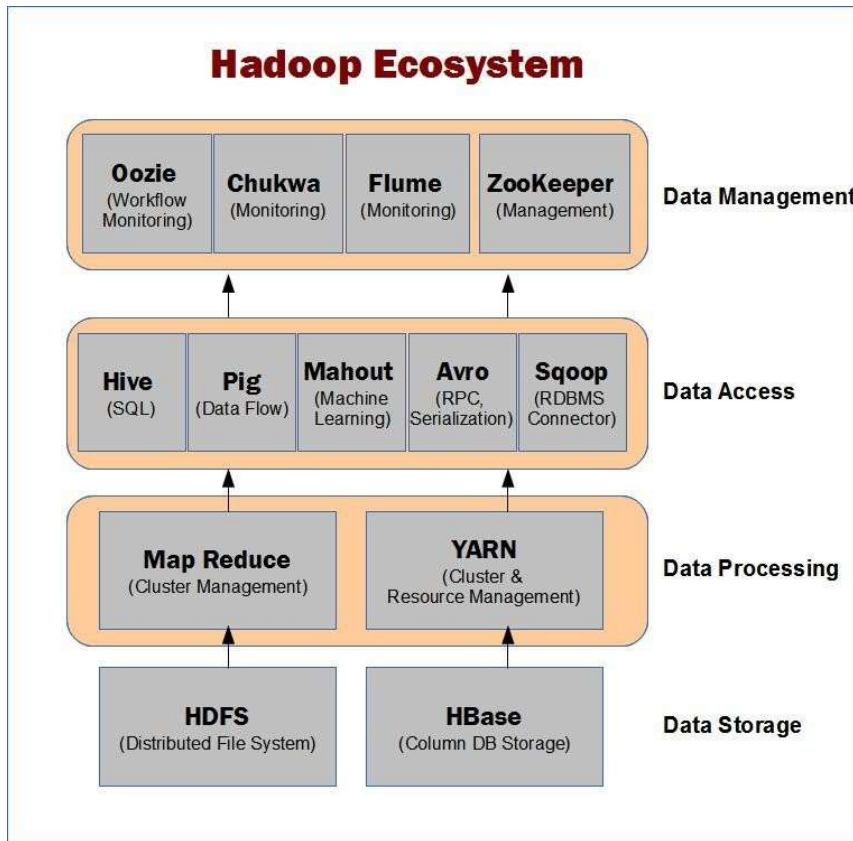 Hadoop Ecosystem
Oozie
(Workflow
Monitoring)
Chukwa
(Monitoring)
Flume
(Monitoring)
ZooKeeper
(Management)
Data Management
Hive
(SQL)
Pig
(Data Flow)
Mahout
(Machine
Learning)
Avro
(RPC,
Serialization)
Sqoop
(RDBMS
Connector)
Data Access
Map Reduce
(Cluster Management)
YARN
(Cluster &
Resource Management)
Data Processing
HDFS
(Distributed File System)
HBase
(Column DB Storage)
Data Storage